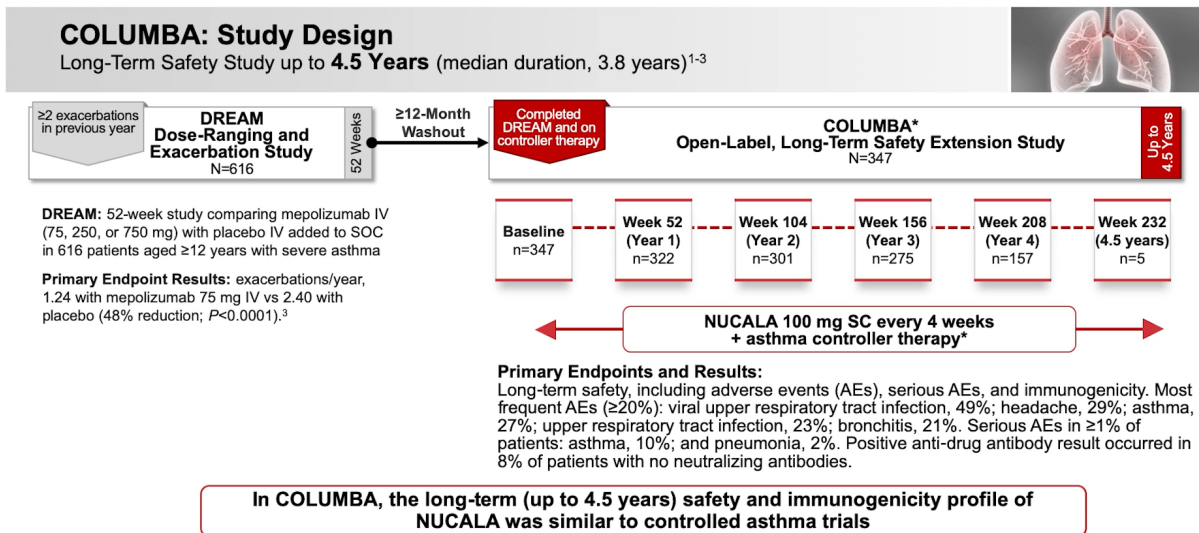 COLUMBA: Study Design
Long-Term Safety Study up to 4.5 Years (median duration, 3.8 years)1-3
≥2 exacerbations
in previous year
DREAM
Dose-Ranging and
Exacerbation Study
N=616
52 Weeks
≥12-Month
Washout
Completed
DREAM and on
controller therapy
COLUMBA*
Open-Label, Long-Term Safety Extension Study
N=347
Up to
4.5 Years
DREAM: 52-week study comparing mepolizumab IV
(75, 250, or 750 mg) with placebo IV added to SOC
in 616 patients aged ≥12 years with severe asthma
Primary Endpoint Results: exacerbations/year,
1.24 with mepolizumab 75 mg IV vs 2.40 with
placebo (48% reduction; P<0.0001).3
Baseline
n=347
Week 52
(Year 1)
n=322
Week 104
(Year 2)
n=301
Week 156
(Year 3)
n=275
Week 208
(Year 4)
n=157
Week 232
(4.5 years)
n=5
NUCALA 100 mg SC every 4 weeks
+ asthma controller therapy*
Primary Endpoints and Results:
Long-term safety, including adverse events (AEs), serious AEs, and immunogenicity. Most
frequent AEs (≥20%): viral upper respiratory tract infection, 49%; headache, 29%; asthma,
27%; upper respiratory tract infection, 23%; bronchitis, 21%. Serious AEs in ≥1% of
patients: asthma, 10%; and pneumonia, 2%. Positive anti-drug antibody result occurred in
8% of patients with no neutralizing antibodies.
In COLUMBA, the long-term (up to 4.5 years) safety and immunogenicity profile of
NUCALA was similar to controlled asthma trials